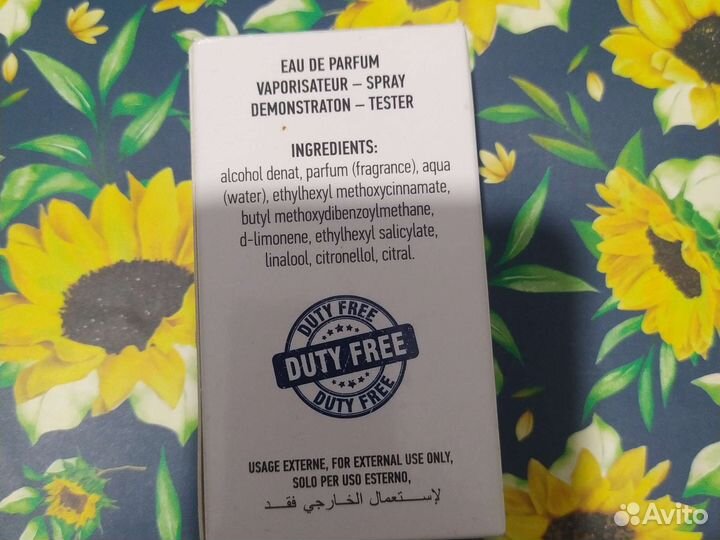 EAU DE PARFUM
VAPORISATEUR – SPRAY
DEMONSTRATON – TESTER
INGREDIENTS:
alcohol denat, parfum (fragrance), aqua
(water), ethylhexyl methoxycinnamate,
butyl methoxydibenzoylmethane,
d-limonene, ethylhexyl salicylate,
linalool, citronellol, citral.
DUTY FREE
DUTY FREE
DUTY FREE
USAGE EXTERNE, FOR EXTERNAL USE ONLY,
SOLO PER USO ESTERNO,
لإستعمال الخارجي فقد
Avito